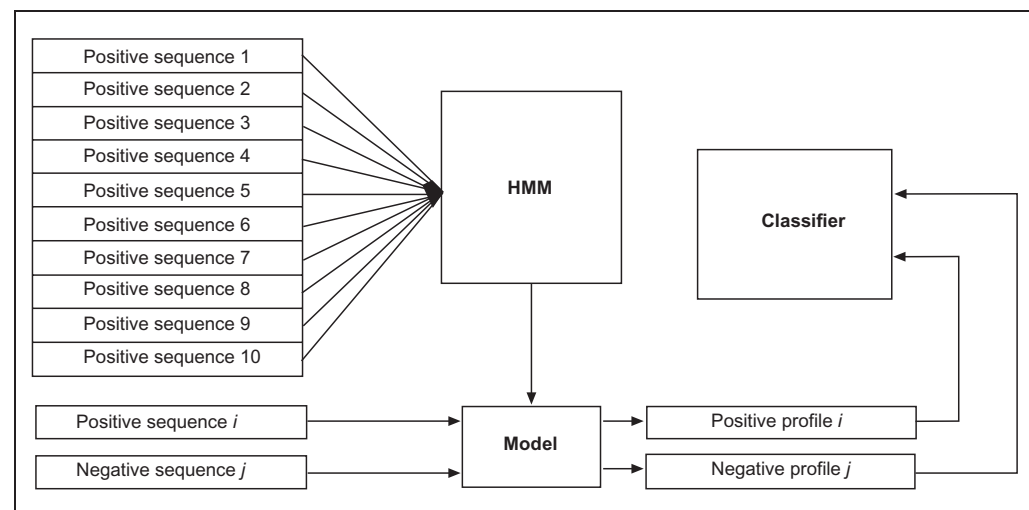 Positive sequence 1
Positive sequence 2
Positive sequence 3
Positive sequence 4
Positive sequence 5
Positive sequence 6
Positive sequence 7
Positive sequence 8
Positive sequence 9
Positive sequence 10
HMM
Classifier
Positive sequence i
Negative sequence j
Model
Positive profile i
Negative profile j